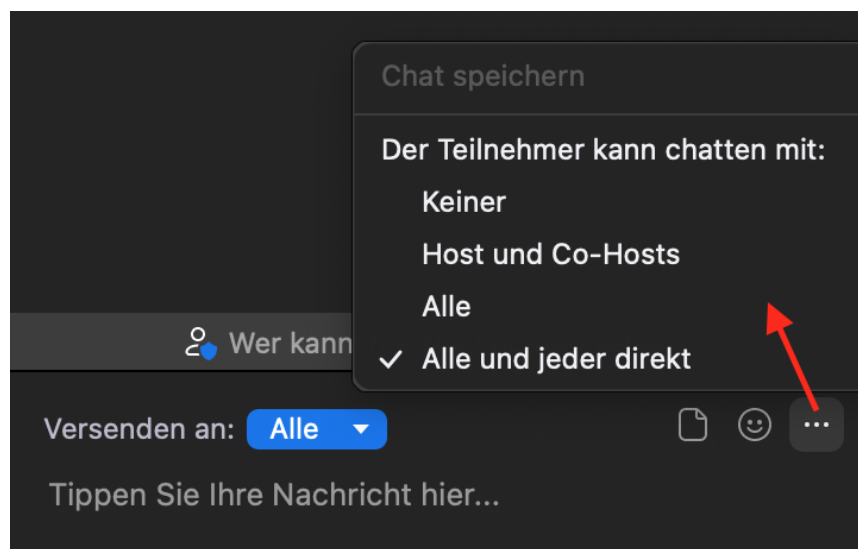 Chat speichern
Der Teilnehmer kann chatten mit:
Keiner
Host und Co-Hosts
Alle
Wer kann
✓ Alle und jeder direkt
Versenden an: Alle
Tippen Sie Ihre Nachricht hier...